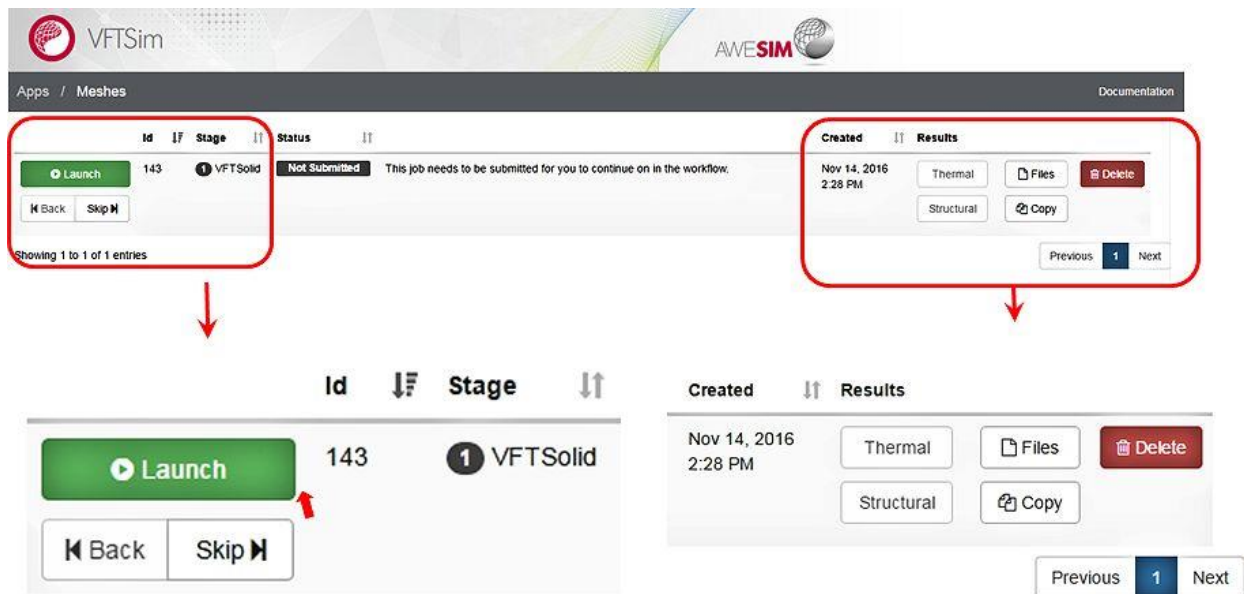 VFTSim
AWESIM
Apps / Meshes Documentation
Id Stage Status Created Results
Launch 143 1 VFTSolid Not Submitted This job needs to be submitted for you to continue on in the workflow. Nov 14, 2016 Thermal Files Delete
2:28 PM
Back Skip Structural Copy
Showing 1 to 1 of 1 entries Previous 1 Next
Id Stage
Launch 143 1 VFTSolid
Back Skip
Created Results
Nov 14, 2016 Thermal Files Delete
2:28 PM
Structural Copy
Previous 1 Next